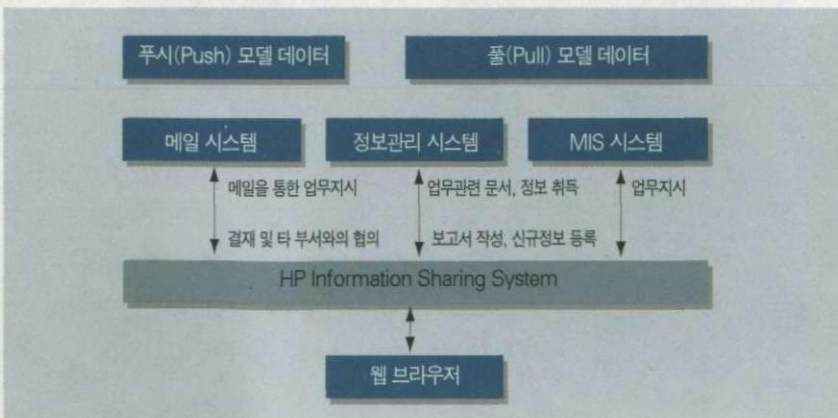 푸시(Push) 모델 데이터
풀(Pull) 모델 데이터
메일 시스템
정보관리 시스템
MIS 시스템
메일을 통한 업무지시
업무관련 문서, 정보 취득
업무지시
결재 및 타 부서와의 협의
보고서 작성, 신규정보 등록
HP Information Sharing System
웹 브라우저